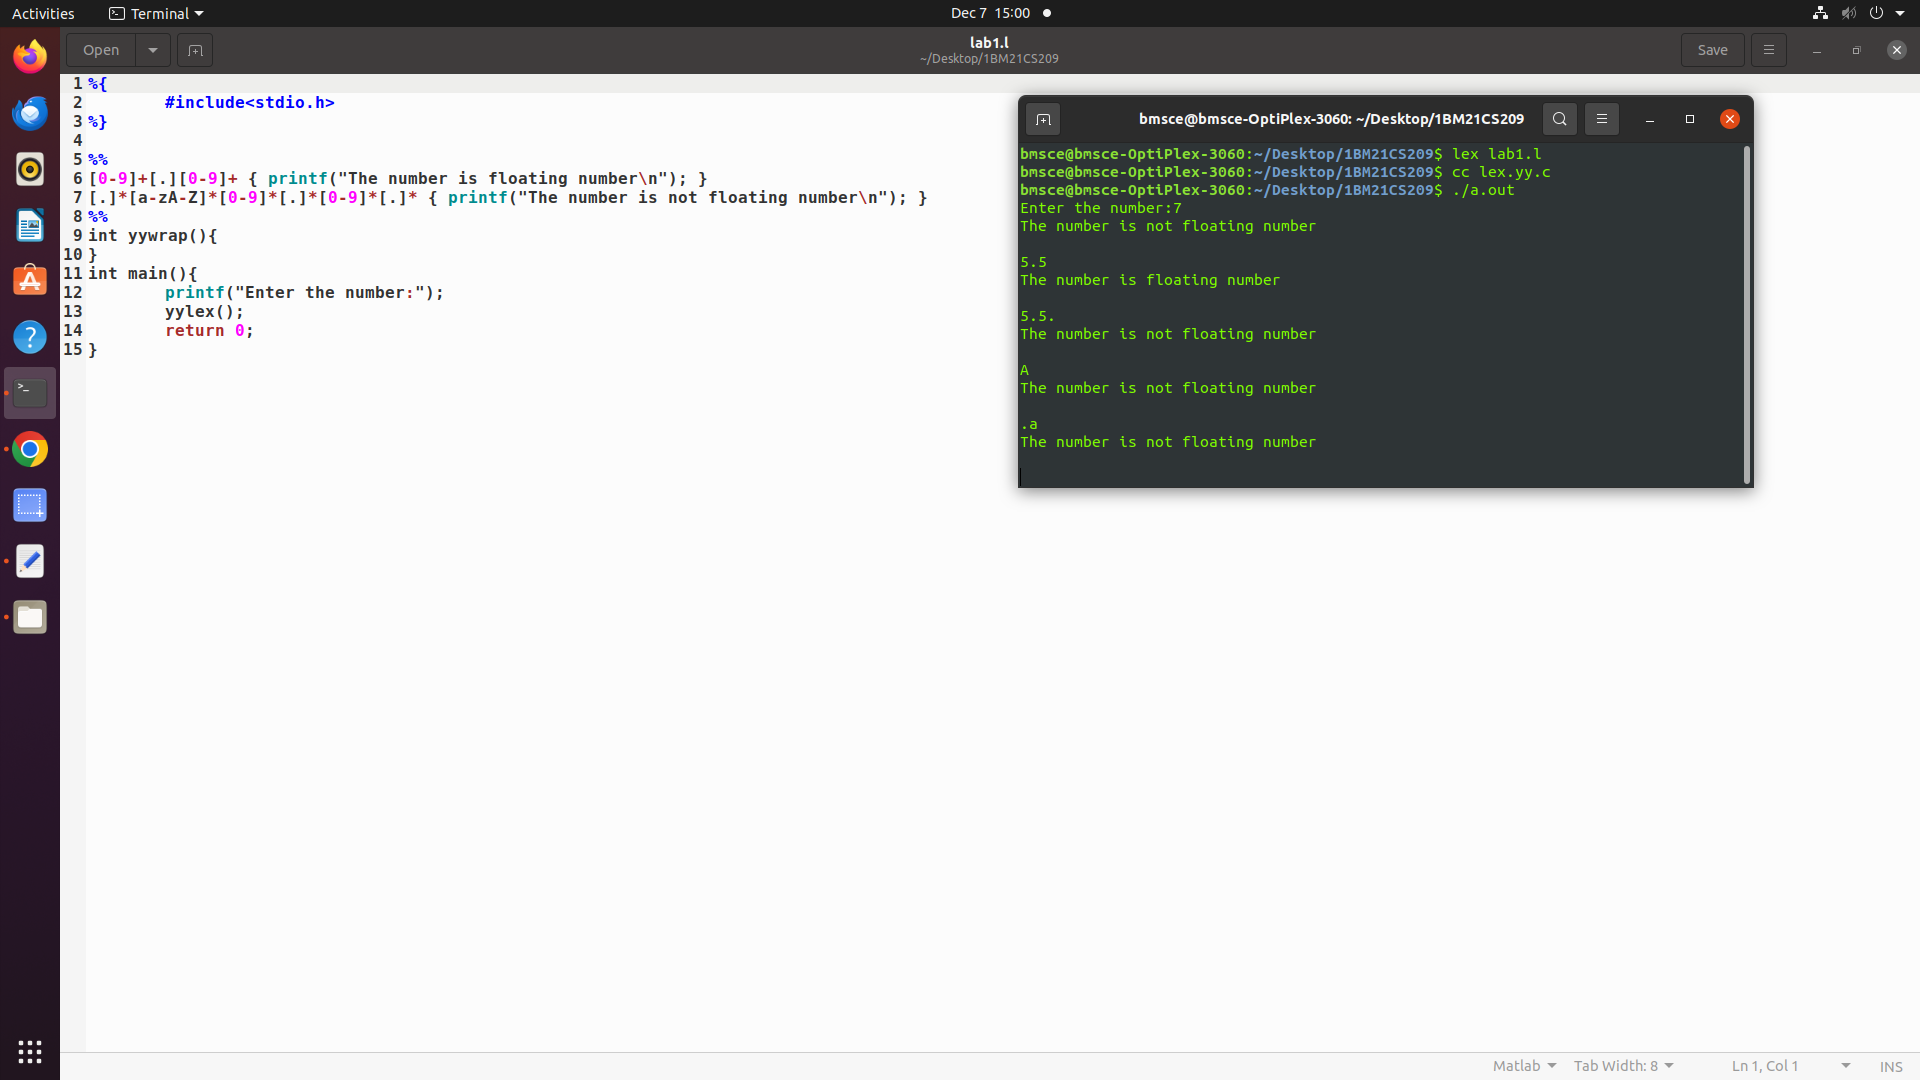 Activities
Terminal
Dec 7 15:00
Open
lab1.l
~/Desktop/1BM21CS209
Save
1 %{
2 #include<stdio.h>
3 %}
4
5 %%
6 [0-9]+[.][0-9]+ { printf("The number is floating number\n"); }
7 [.]*[a-zA-Z]*[0-9]*[.]*[0-9]*[.]* { printf("The number is not floating number\n"); }
8 %%
9 int yywrap(){
10 }
11 int main(){
12 printf("Enter the number:");
13 yylex();
14 return 0;
15 }
bmsce@bmsce-OptiPlex-3060: ~/Desktop/1BM21CS209
bmsce@bmsce-OptiPlex-3060:~/Desktop/1BM21CS209$ lex lab1.l
bmsce@bmsce-OptiPlex-3060:~/Desktop/1BM21CS209$ cc lex.yy.c
bmsce@bmsce-OptiPlex-3060:~/Desktop/1BM21CS209$ ./a.out
Enter the number:7
The number is not floating number
5.5
The number is floating number
5.5.
The number is not floating number
A
The number is not floating number
.a
The number is not floating number
Matlab
Tab Width: 8
Ln 1, Col 1
INS